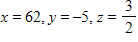 x = 62, y = –5, z = 3/2